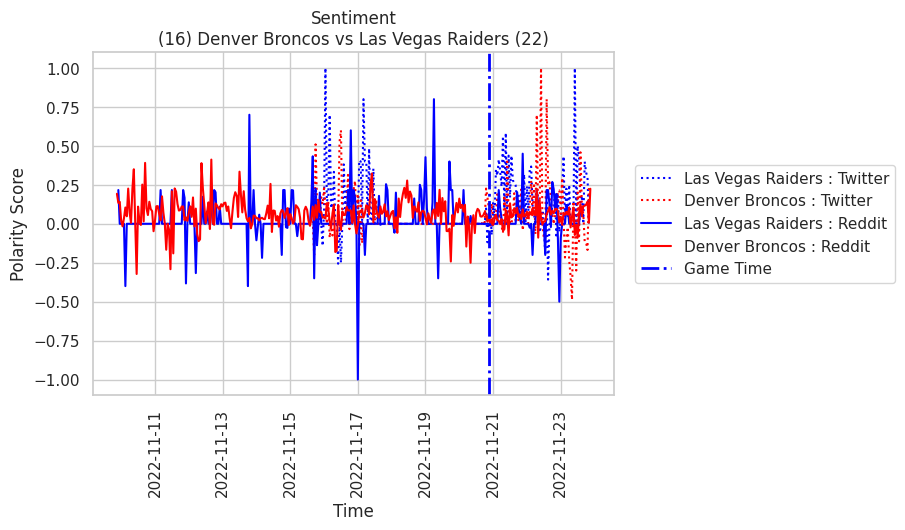 Sentiment
(16) Denver Broncos vs Las Vegas Raiders (22)
Polarity Score
1.00
0.75
0.50
0.25
0.00
−0.25
−0.50
−0.75
−1.00
2022-11-11
2022-11-13
2022-11-15
2022-11-17
2022-11-19
2022-11-21
2022-11-23
Time
Las Vegas Raiders : Twitter
Denver Broncos : Twitter
Las Vegas Raiders : Reddit
Denver Broncos : Reddit
Game Time